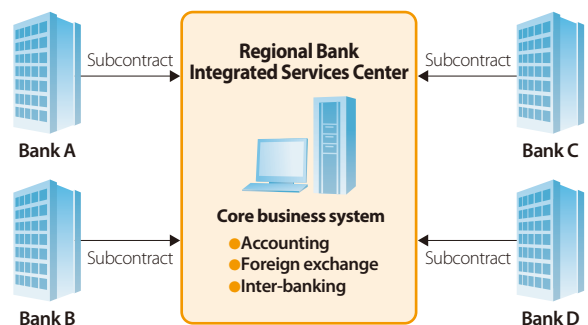 Subcontract
Bank A
Subcontract
Bank B
Regional Bank
Integrated Services Center
Core business system
●Accounting
●Foreign exchange
●Inter-banking
Subcontract
Bank C
Subcontract
Bank D